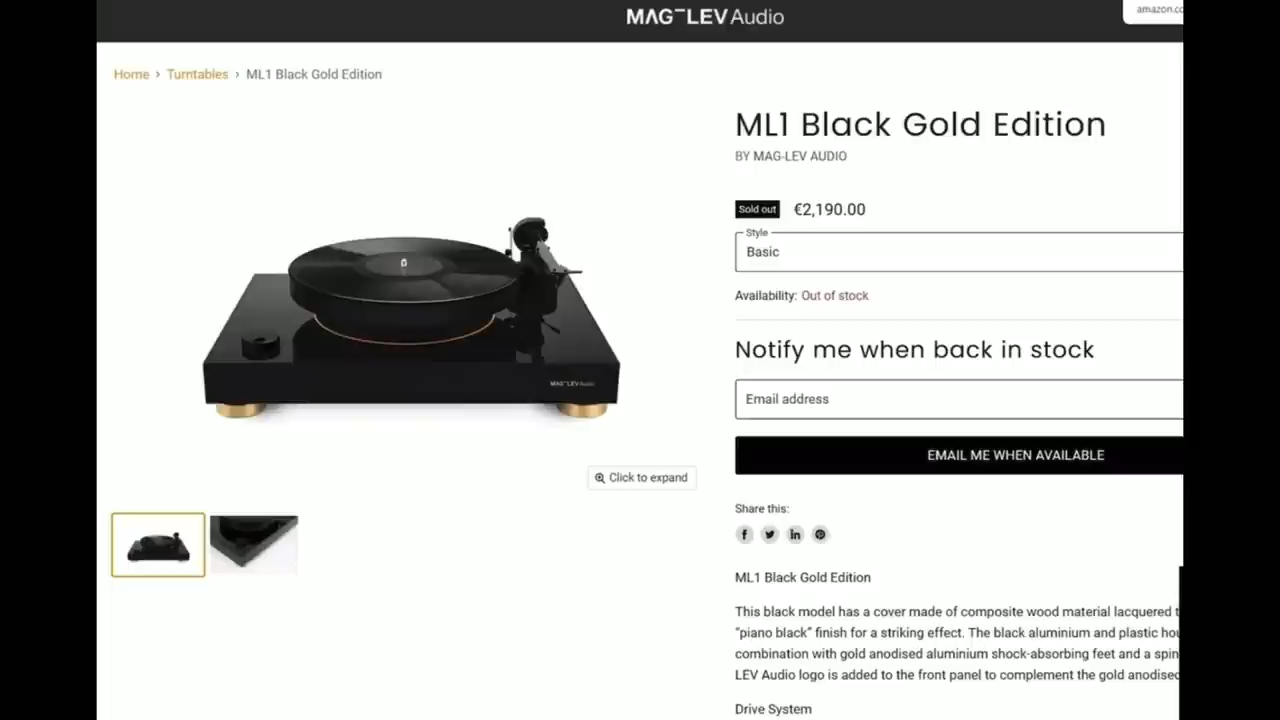 MAG-LEV Audio
amazon.co
Home › Turntables › ML1 Black Gold Edition
ML1 Black Gold Edition
BY MAG-LEV AUDIO
Sold out €2,190.00
Style
Basic
Availability: Out of stock
Notify me when back in stock
Email address
EMAIL ME WHEN AVAILABLE
MAG-LEV Audio
Click to expand
Share this:
ML1 Black Gold Edition
This black model has a cover made of composite wood material lacquered
"piano black" finish for a striking effect. The black aluminium and plastic
combination with gold anodised aluminium shock-absorbing feet and a
LEV Audio logo is added to the front panel to complement the gold anodised
Drive System